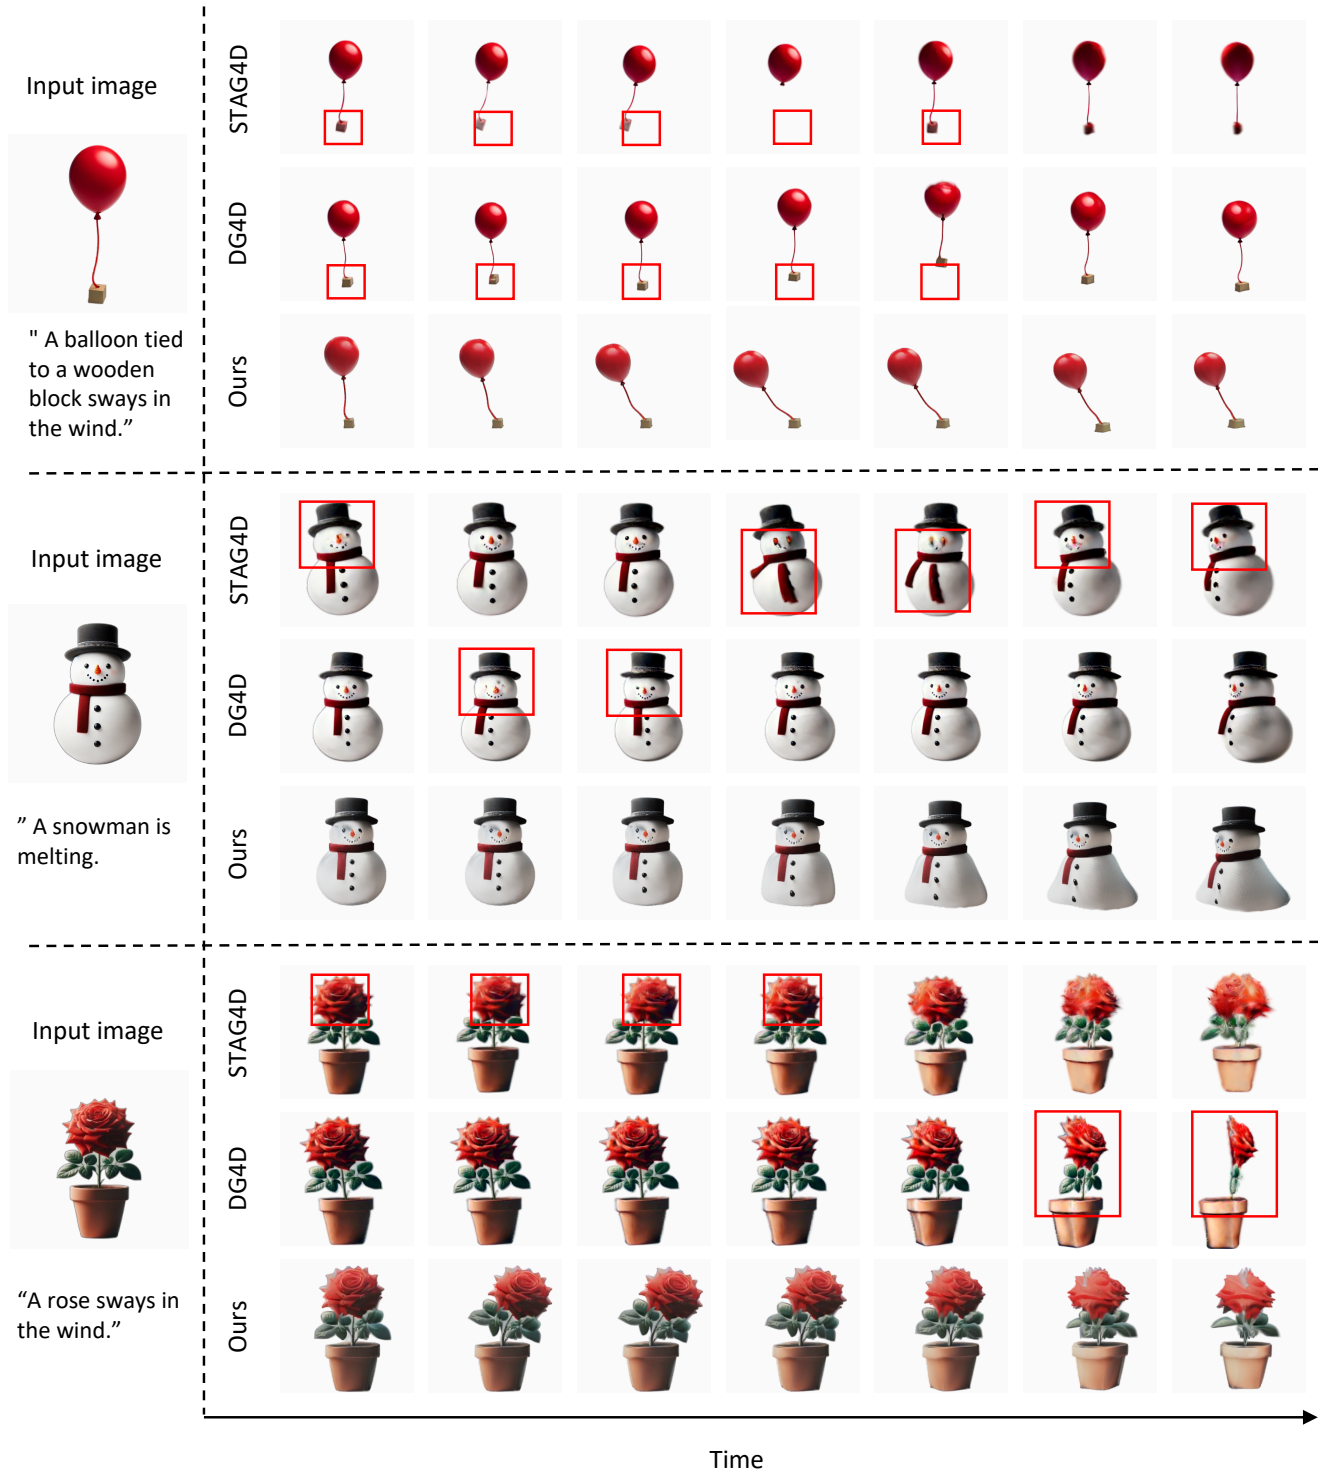 Input image
" A balloon tied
to a wooden
block sways in
the wind.”
STAG4D
DG4D
Ours
Input image
” A snowman is
melting.
STAG4D
DG4D
Ours
Input image
“A rose sways in
the wind.”
STAG4D
DG4D
Ours
Time